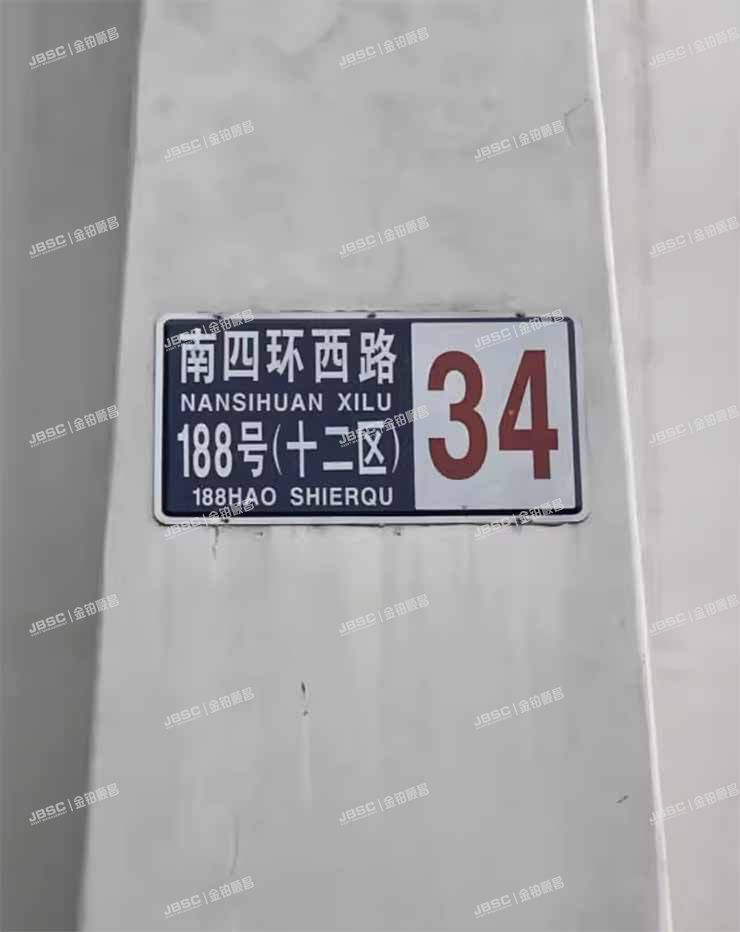 南四环西路
NANSIHUAN XILU
188号(十二区)
188HAO SHIERQU
34
JBSC|金铂顺昌